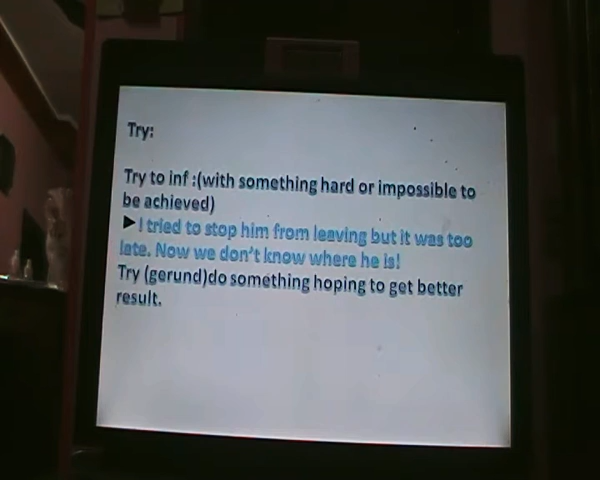 Try:
Try to inf :(with something hard or impossible to
be achieved)
►I tried to stop him from leaving but it was too
late. Now we don't know where he is!
Try (gerund)do something hoping to get better
result.